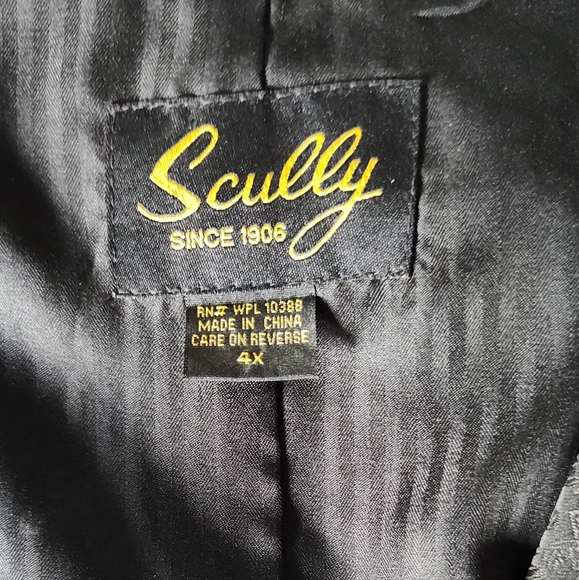 Scully
SINCE 1906
RN# WPL 10388
MADE IN CHINA
CARE ON REVERSE
4X